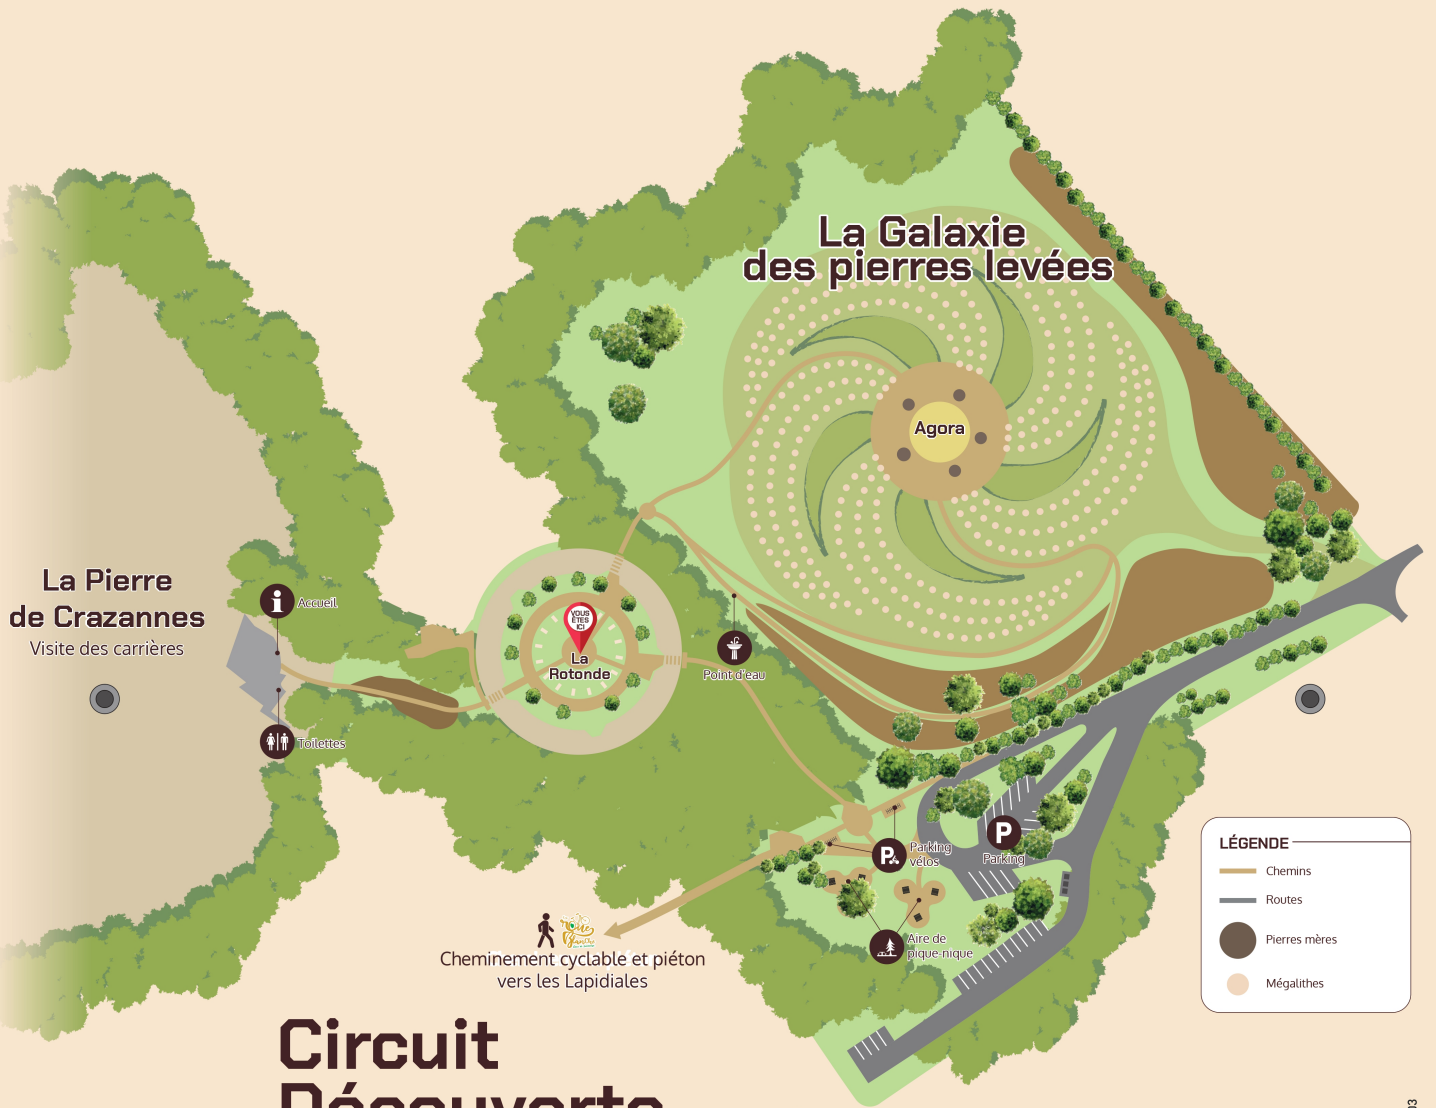 La Galaxie
des pierres levées
Agora
La Pierre
de Crazannes
Visite des carrières
Accueil
Toilettes
VOUS
ÊTES
ICI
La
Rotonde
Point d'eau
P
Parking
vélos
P
Parking
Aire de
pique-nique
Cheminement cyclable et piéton
vers les Lapidiales
LÉGENDE
Chemins
Routes
Pierres mères
Mégalithes
Circuit
Découverte